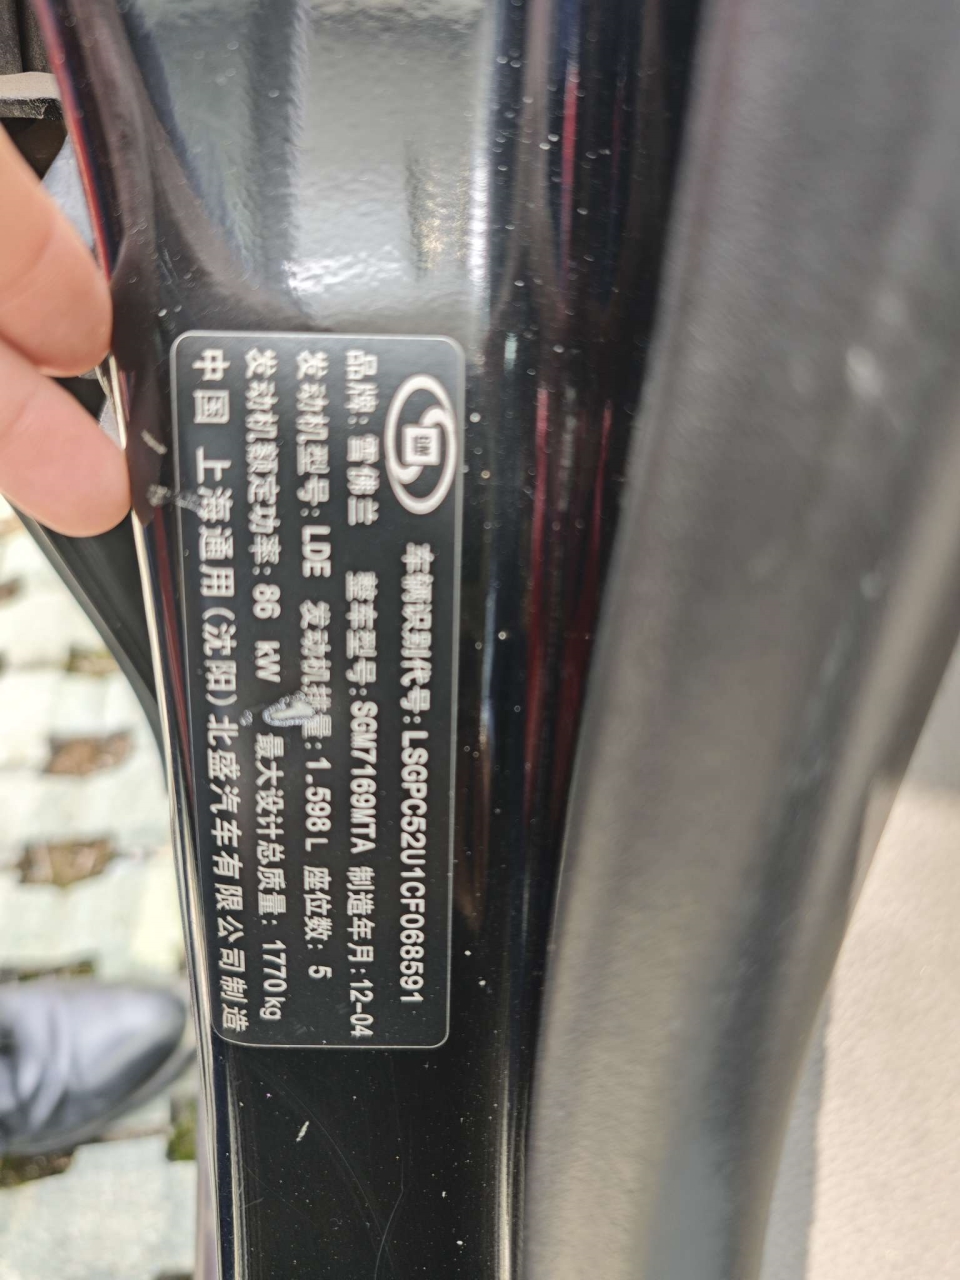 GM
车辆识别代号:LSGPC52U1CF068591
品牌:雪佛兰 整车型号:SGM7169MTA 制造年月:12-04
发动机型号:LDE 发动机排量:1.598L 座位数:5
发动机额定功率:86 kW 最大设计总质量:1770kg
中国 上海通用(沈阳)北盛汽车有限公司制造